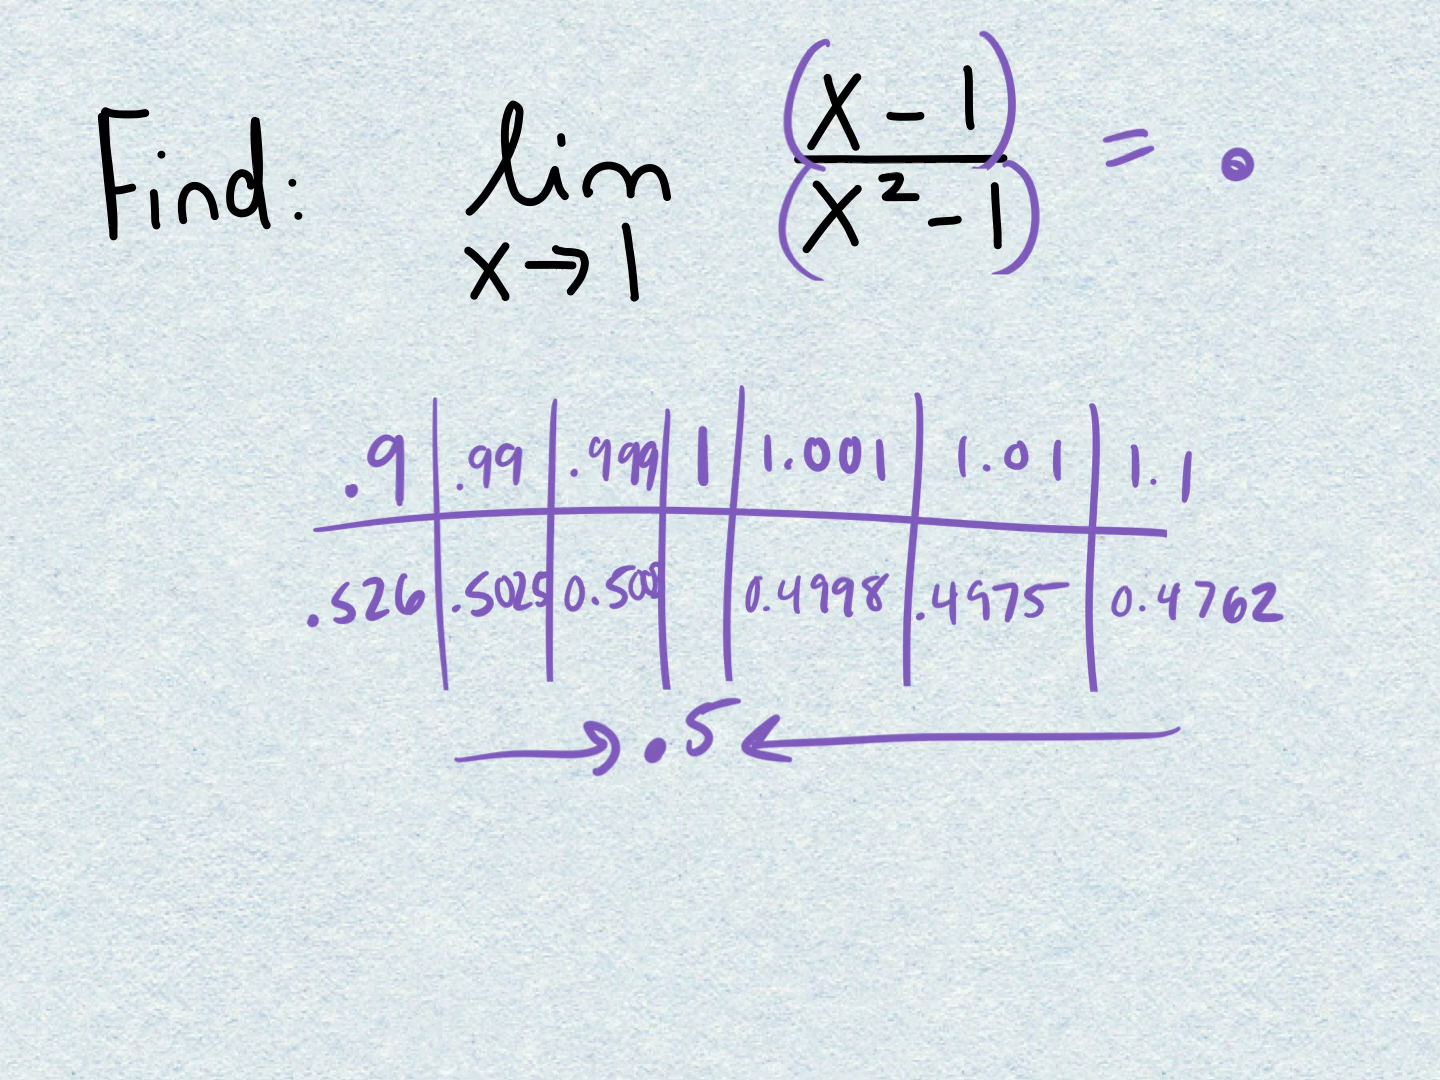 Find: lim x→1 (x - 1)/(x² - 1) = .
.9 | .99 | .999 | 1 | 1.001 | 1.01 | 1.1
.526 | .5025 | 0.500 | | 0.4998 | .4975 | 0.4762
→ .5 ←